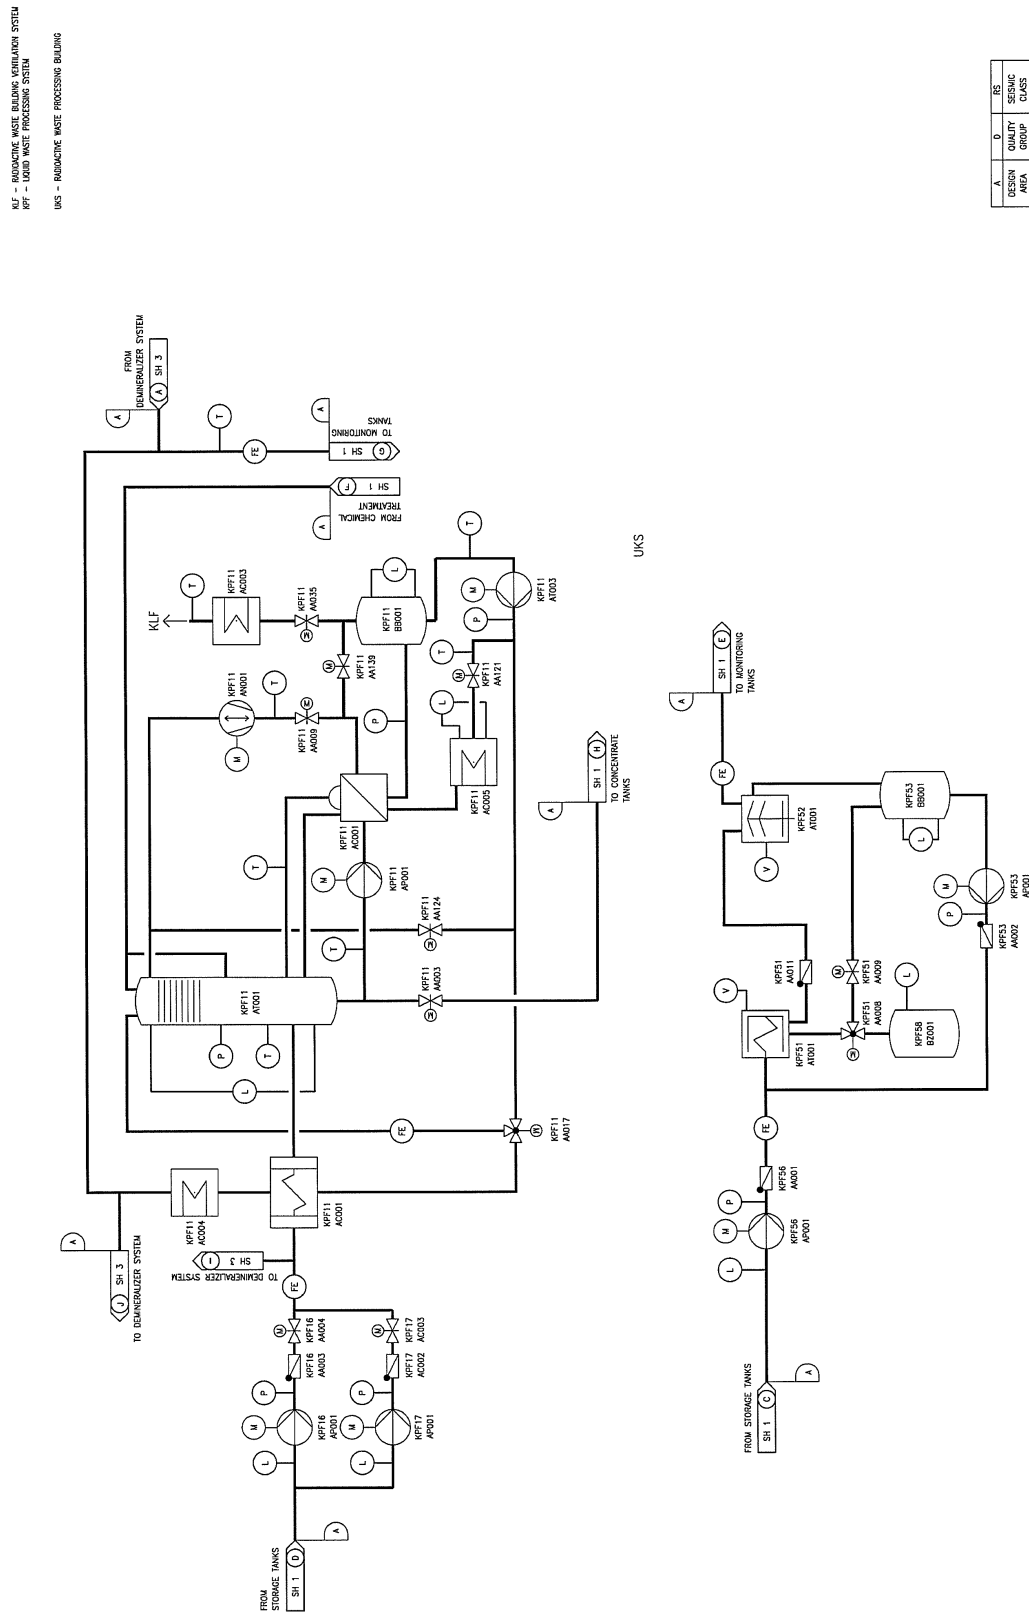 KLF – RADIOACTIVE WASTE BUILDING VENTILATION SYSTEM
KPF – LIQUID WASTE PROCESSING SYSTEM
UKS – RADIOACTIVE WASTE PROCESSING BUILDING
A
D
RS
DESIGN
AREA
QUALITY
GROUP
SEISMIC
CLASS
FROM
DEMINERALIZER SYSTEM
A SH 3
A
T
FE
A
TO MONITORING
TANKS
SH 1 G
SH 1 F
FROM CHEMICAL
TREATMENT
A
KLF
T
KPF11
AC003
KPF11
AA035
M
L
KPF11
BB001
T
M
P
KPF11
AT003
KPF11
AN001
M
T
M
KPF11
AA009
M
KPF11
AA139
P
T
M
KPF11
AA121
L
KPF11
AC005
KPF11
AC001
T
M
KPF11
AP001
T
KPF11
AA124
M
KPF11
AA003
M
A
SH 1 H
TO CONCENTRATE
TANKS
KPF11
AT001
P
T
L
FE
KPF11
AA017
M
KPF11
AC001
KPF11
AC004
A
J SH 3
TO DEMINERALIZER SYSTEM
I SH 3
TO DEMINERALIZER SYSTEM
FE
M
KPF16
AA004
KPF16
AA003
P
M
KPF16
AP001
L
M
KPF17
AC003
KPF17
AC002
P
M
KPF17
AP001
L
FROM
STORAGE TANKS
SH 1 D
A
UKS
A
SH 1 E
TO MONITORING
TANKS
FE
KPF52
AT001
V
KPF53
BB001
L
M
P
KPF53
AP001
KPF53
AA002
KPF51
AA011
M
KPF51
AA009
KPF51
AA008
M
V
KPF51
AT001
KPF58
BZ001
L
FE
KPF56
AA001
P
M
KPF56
AP001
L
FROM STORAGE TANKS
SH 1 C
A